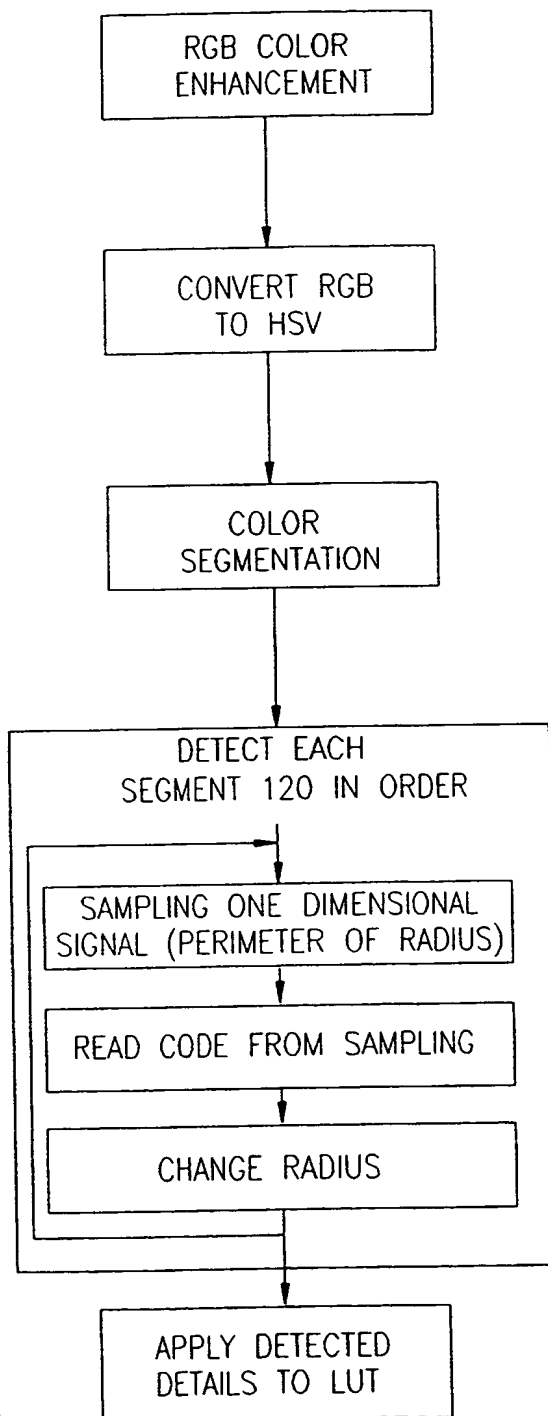 RGB COLOR
ENHANCEMENT
CONVERT RGB
TO HSV
COLOR
SEGMENTATION
DETECT EACH
SEGMENT 120 IN ORDER
SAMPLING ONE DIMENSIONAL
SIGNAL (PERIMETER OF RADIUS)
READ CODE FROM SAMPLING
CHANGE RADIUS
APPLY DETECTED
DETAILS TO LUT